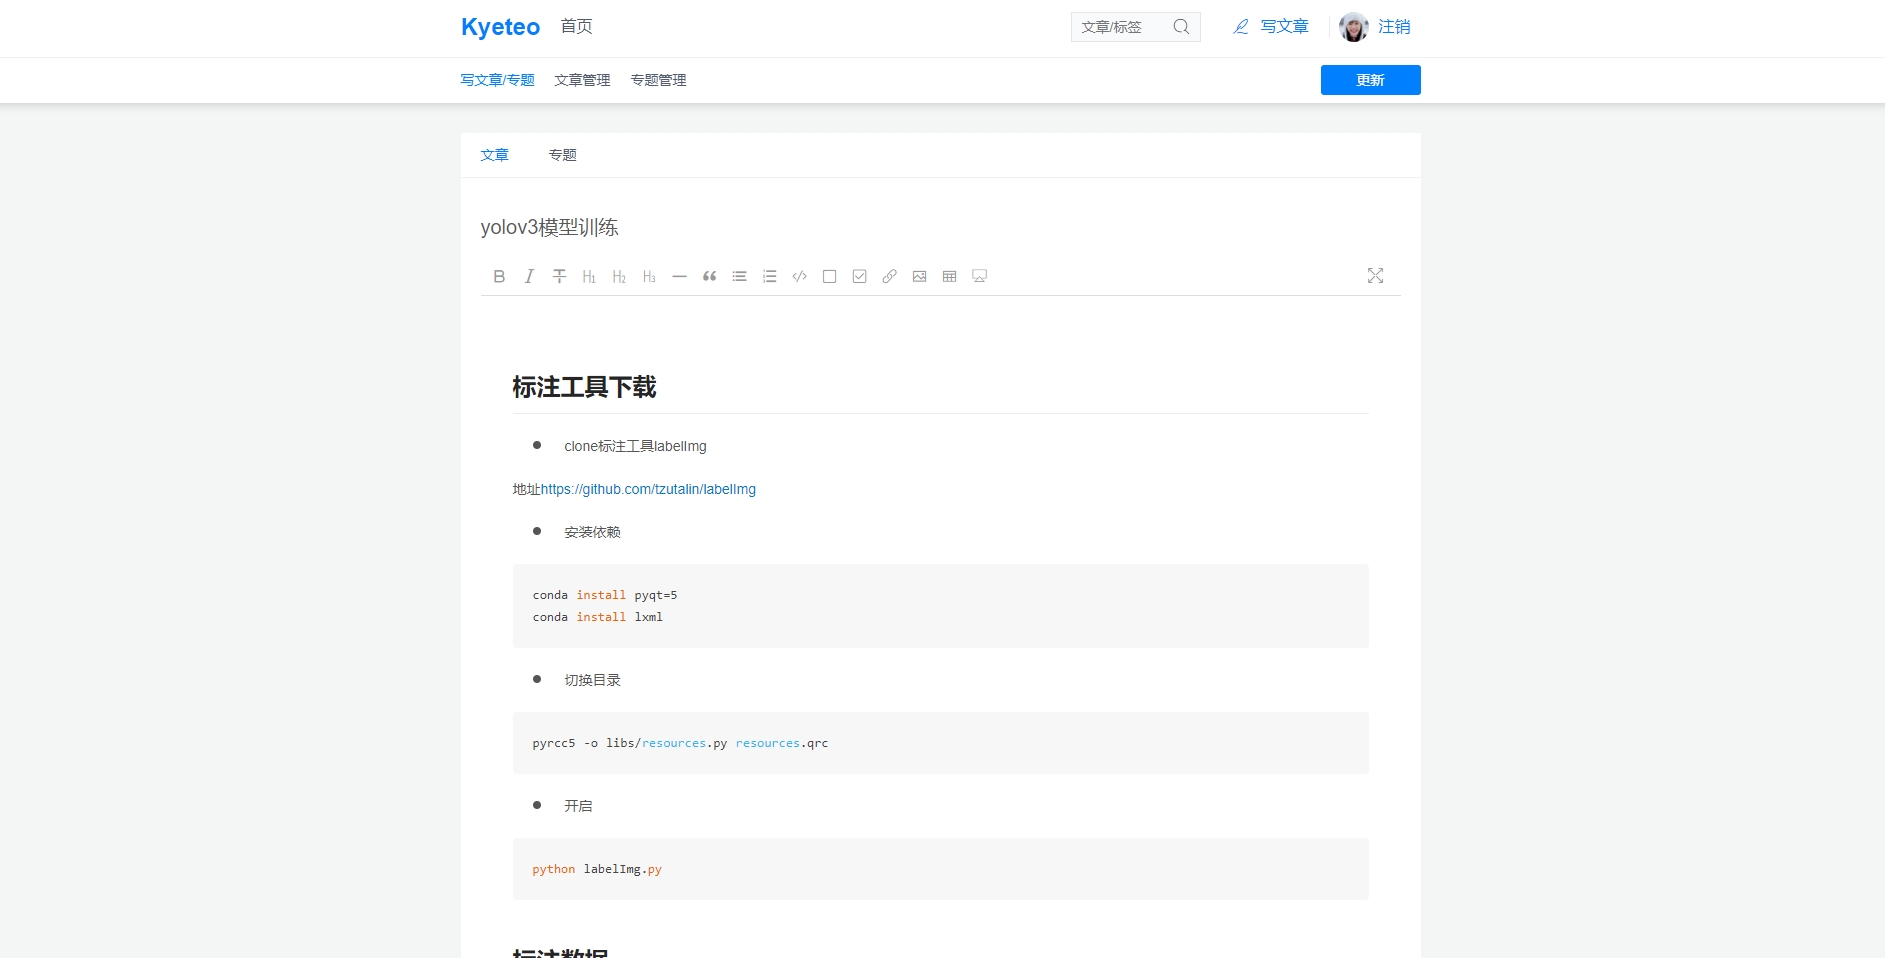 Kyeteo 首页 文章/标签 写文章 注销
写文章/专题 文章管理 专题管理 更新
文章 专题
yolov3模型训练
B I T H1 H2 H3
标注工具下载
clone标注工具labelImg
地址https://github.com/tzutalin/labelImg
安装依赖
conda install pyqt=5
conda install lxml
切换目录
pyrcc5 -o libs/resources.py resources.qrc
开启
python labelImg.py
标注数据